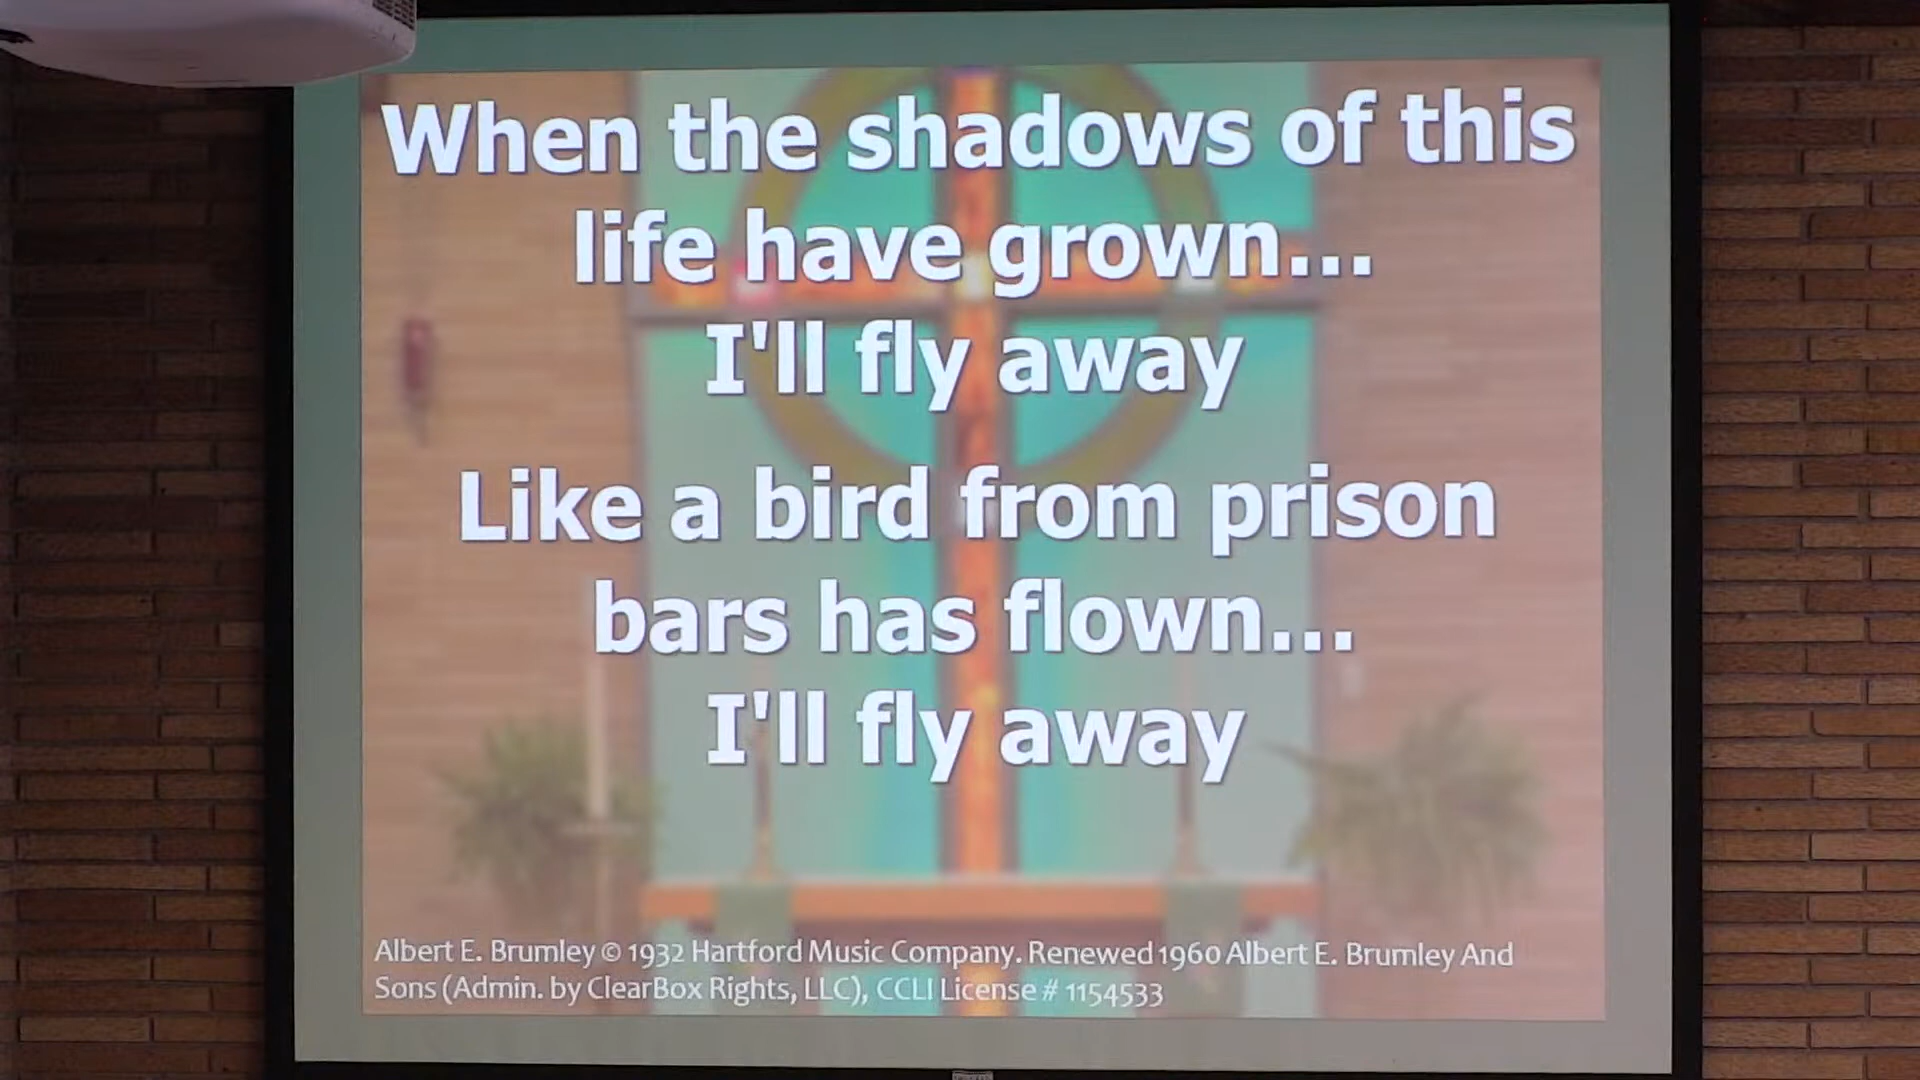 When the shadows of this
life have grown...
I'll fly away
Like a bird from prison
bars has flown...
I'll fly away
Albert E. Brumley © 1932 Hartford Music Company. Renewed 1960 Albert E. Brumley And
Sons (Admin. by ClearBox Rights, LLC), CCLI License # 1154533